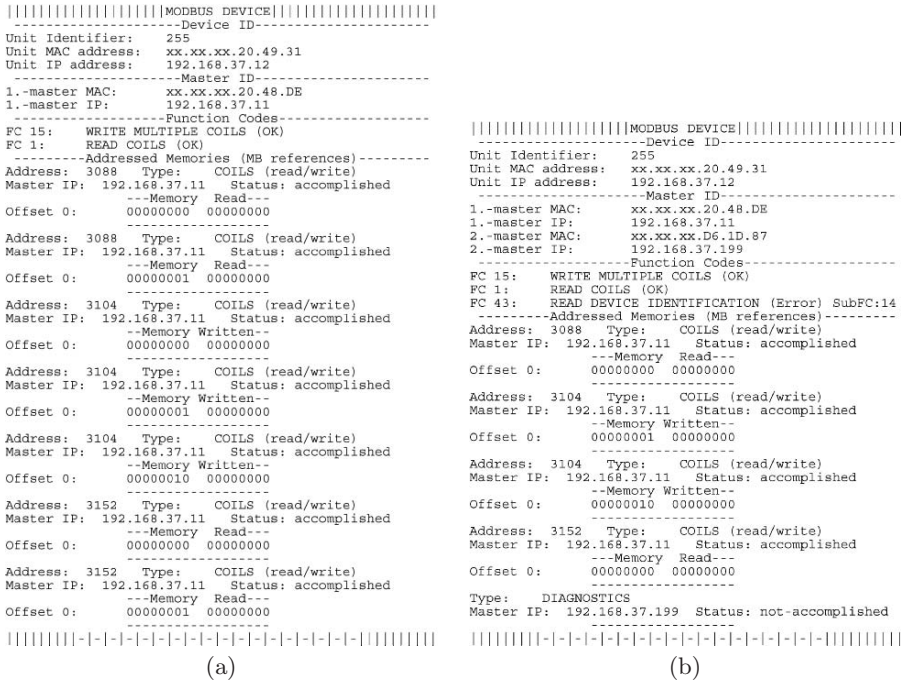 ||||||||||||||||||||MODBUS DEVICE|||||||||||||||||||||
---------------------Device ID----------------------
Unit Identifier: 255
Unit MAC address: xx.xx.xx.20.49.31
Unit IP address: 192.168.37.12
---------------------Master ID----------------------
1.-master MAC: xx.xx.xx.20.48.DE
1.-master IP: 192.168.37.11
-------------------Function Codes-------------------
FC 15: WRITE MULTIPLE COILS (OK)
FC 1: READ COILS (OK)
---------Addressed Memories (MB references)---------
Address: 3088 Type: COILS (read/write)
Master IP: 192.168.37.11 Status: accomplished
---Memory Read---
Offset 0: 00000000 00000000
------------------
Address: 3088 Type: COILS (read/write)
Master IP: 192.168.37.11 Status: accomplished
---Memory Read---
Offset 0: 00000001 00000000
------------------
Address: 3104 Type: COILS (read/write)
Master IP: 192.168.37.11 Status: accomplished
--Memory Written--
Offset 0: 00000000 00000000
------------------
Address: 3104 Type: COILS (read/write)
Master IP: 192.168.37.11 Status: accomplished
--Memory Written--
Offset 0: 00000001 00000000
------------------
Address: 3104 Type: COILS (read/write)
Master IP: 192.168.37.11 Status: accomplished
--Memory Written--
Offset 0: 00000010 00000000
------------------
Address: 3152 Type: COILS (read/write)
Master IP: 192.168.37.11 Status: accomplished
---Memory Read---
Offset 0: 00000000 00000000
------------------
Address: 3152 Type: COILS (read/write)
Master IP: 192.168.37.11 Status: accomplished
---Memory Read---
Offset 0: 00000001 00000000
------------------
||||||||||-|-|-|-|-|-|-|-|-|-|-|-|-|-|-|-||||||||||
(a)
||||||||||||||||||||MODBUS DEVICE|||||||||||||||||||||
---------------------Device ID----------------------
Unit Identifier: 255
Unit MAC address: xx.xx.xx.20.49.31
Unit IP address: 192.168.37.12
---------------------Master ID----------------------
1.-master MAC: xx.xx.xx.20.48.DE
1.-master IP: 192.168.37.11
2.-master MAC: xx.xx.xx.D6.1D.87
2.-master IP: 192.168.37.199
-------------------Function Codes-------------------
FC 15: WRITE MULTIPLE COILS (OK)
FC 1: READ COILS (OK)
FC 43: READ DEVICE IDENTIFICATION (Error) SubFC:14
---------Addressed Memories (MB references)---------
Address: 3088 Type: COILS (read/write)
Master IP: 192.168.37.11 Status: accomplished
---Memory Read---
Offset 0: 00000000 00000000
------------------
Address: 3104 Type: COILS (read/write)
Master IP: 192.168.37.11 Status: accomplished
--Memory Written--
Offset 0: 00000001 00000000
------------------
Address: 3104 Type: COILS (read/write)
Master IP: 192.168.37.11 Status: accomplished
--Memory Written--
Offset 0: 00000010 00000000
------------------
Address: 3152 Type: COILS (read/write)
Master IP: 192.168.37.11 Status: accomplished
---Memory Read---
Offset 0: 00000000 00000000
------------------
Type: DIAGNOSTICS
Master IP: 192.168.37.199 Status: not-accomplished
------------------
||||||||||-|-|-|-|-|-|-|-|-|-|-|-|-|-|-|-||||||||||
(b)